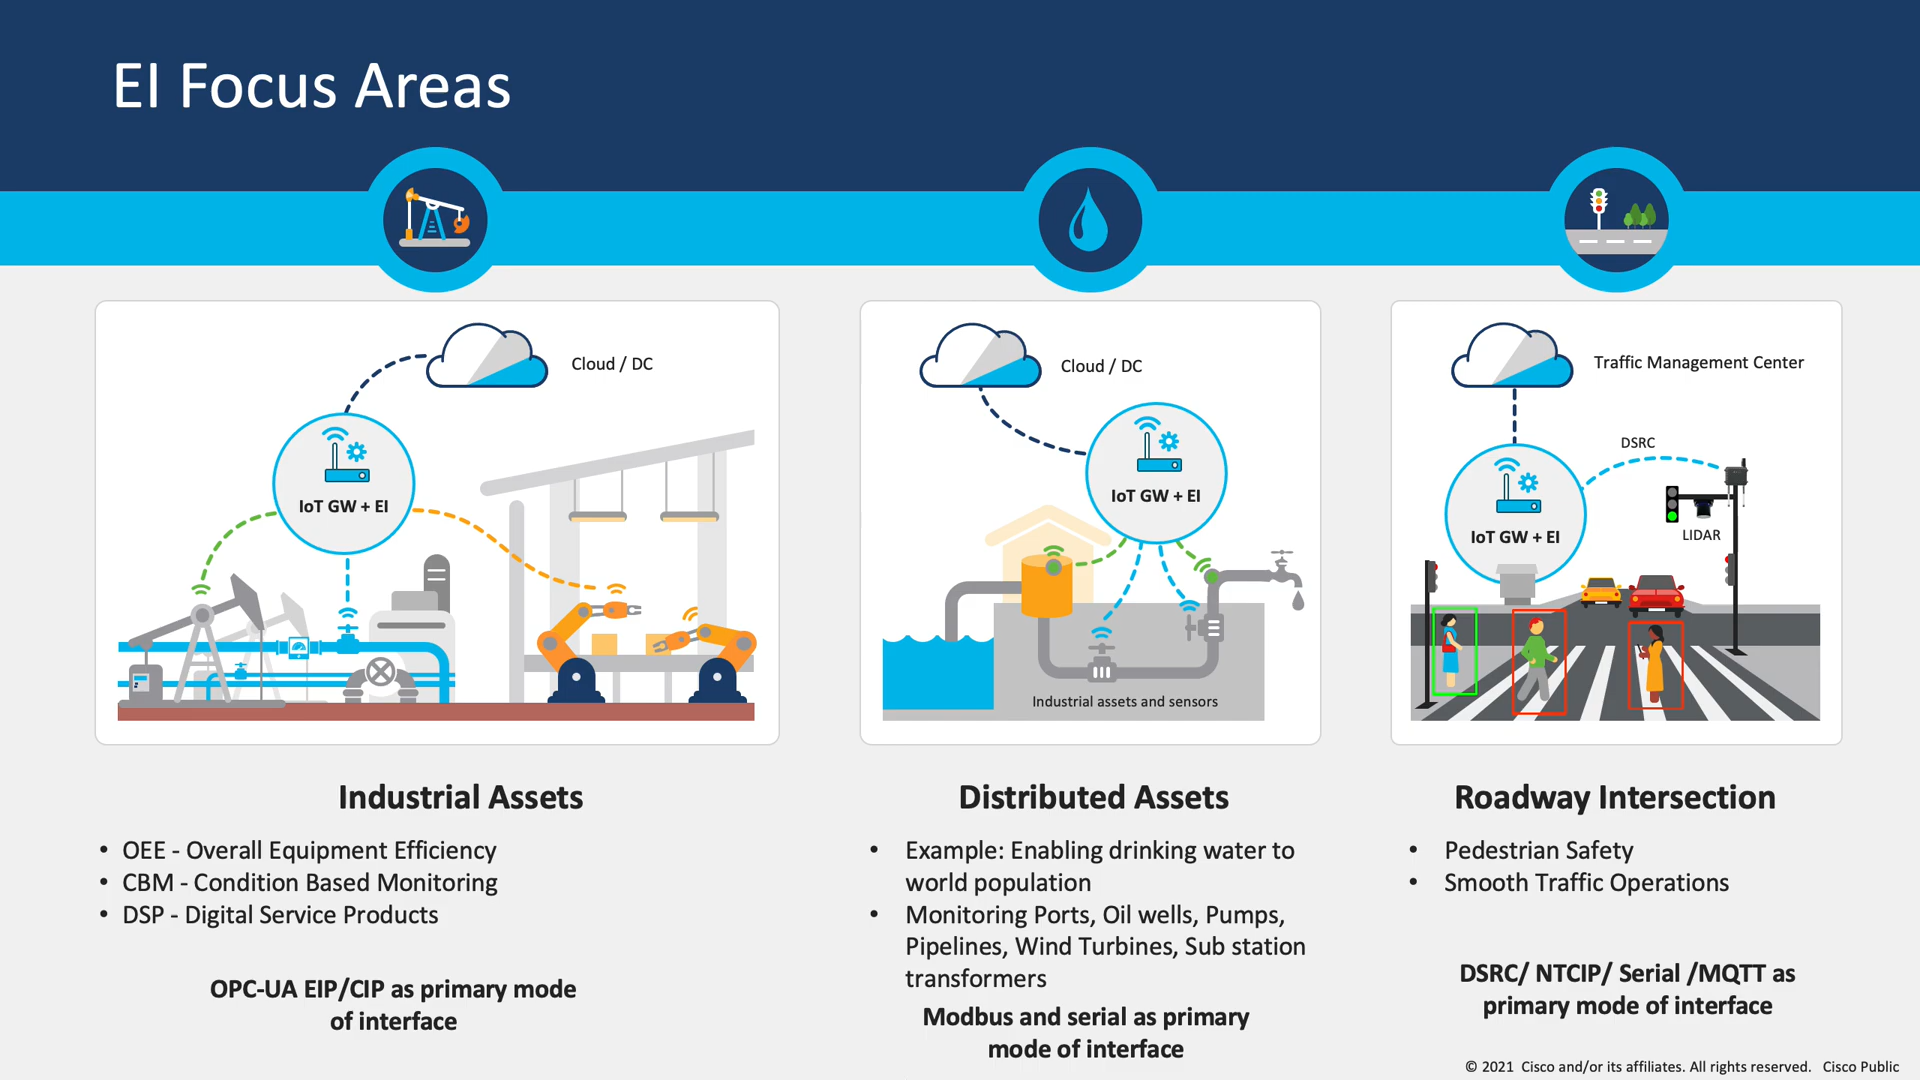 EI Focus Areas
Cloud / DC
IoT GW + EI
Cloud / DC
IoT GW + EI
Industrial assets and sensors
Traffic Management Center
DSRC
IoT GW + EI
LIDAR
Industrial Assets
• OEE - Overall Equipment Efficiency
• CBM - Condition Based Monitoring
• DSP - Digital Service Products
OPC-UA EIP/CIP as primary mode
of interface
Distributed Assets
• Example: Enabling drinking water to
world population
• Monitoring Ports, Oil wells, Pumps,
Pipelines, Wind Turbines, Sub station
transformers
Modbus and serial as primary
mode of interface
Roadway Intersection
• Pedestrian Safety
• Smooth Traffic Operations
DSRC/ NTCIP/ Serial /MQTT as
primary mode of interface
© 2021 Cisco and/or its affiliates. All rights reserved. Cisco Public